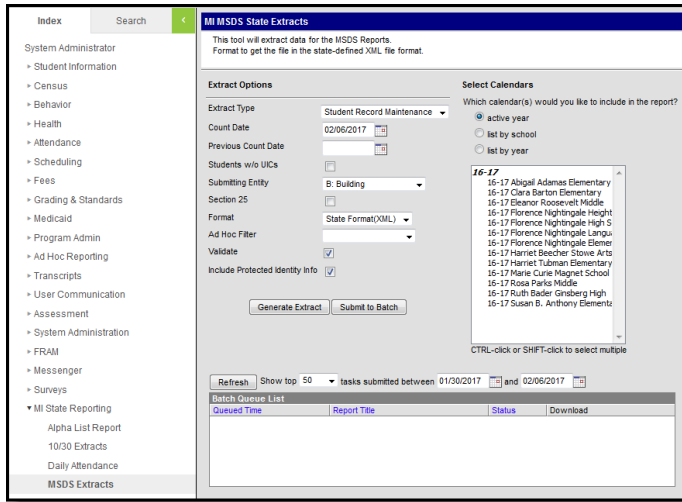 Index
Search
System Administrator
Student Information
Census
Behavior
Health
Attendance
Scheduling
Fees
Grading & Standards
Medicaid
Program Admin
Ad Hoc Reporting
Transcripts
User Communication
Assessment
System Administration
FRAM
Messenger
Surveys
MI State Reporting
Alpha List Report
10/30 Extracts
Daily Attendance
MSDS Extracts
MI MSDS State Extracts
This tool will extract data for the MSDS Reports.
Format to get the file in the state-defined XML file format.
Extract Options
Extract Type Student Record Maintenance
Count Date 02/06/2017
Previous Count Date
Students w/o UICs
Submitting Entity B: Building
Section 25
Format State Format(XML)
Ad Hoc Filter
Validate
Include Protected Identity Info
Generate Extract Submit to Batch
Select Calendars
Which calendar(s) would you like to include in the report?
active year
list by school
list by year
16-17
16-17 Abigail Adamas Elementary
16-17 Clara Barton Elementary
16-17 Eleanor Roosevelt Middle
16-17 Florence Nightingale Height
16-17 Florence Nightingale High S
16-17 Florence Nightingale Langu
16-17 Florence Nightingale Elemer
16-17 Harriet Beecher Stowe Arts
16-17 Harriet Tubman Elementary
16-17 Marie Curie Magnet School
16-17 Rosa Parks Middle
16-17 Ruth Bader Ginsberg High
16-17 Susan B. Anthony Elementa
CTRL-click or SHIFT-click to select multiple
Refresh Show top 50 tasks submitted between 01/30/2017 and 02/06/2017
Batch Queue List
Queued Time Report Title Status Download